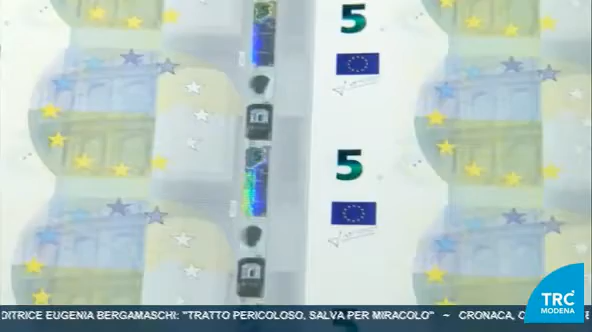 5
5
TRC
MODENA
DITRICE EUGENIA BERGAMASCHI: "TRATTO PERICOLOSO, SALVA PER MIRACOLO" ~ CRONACA,